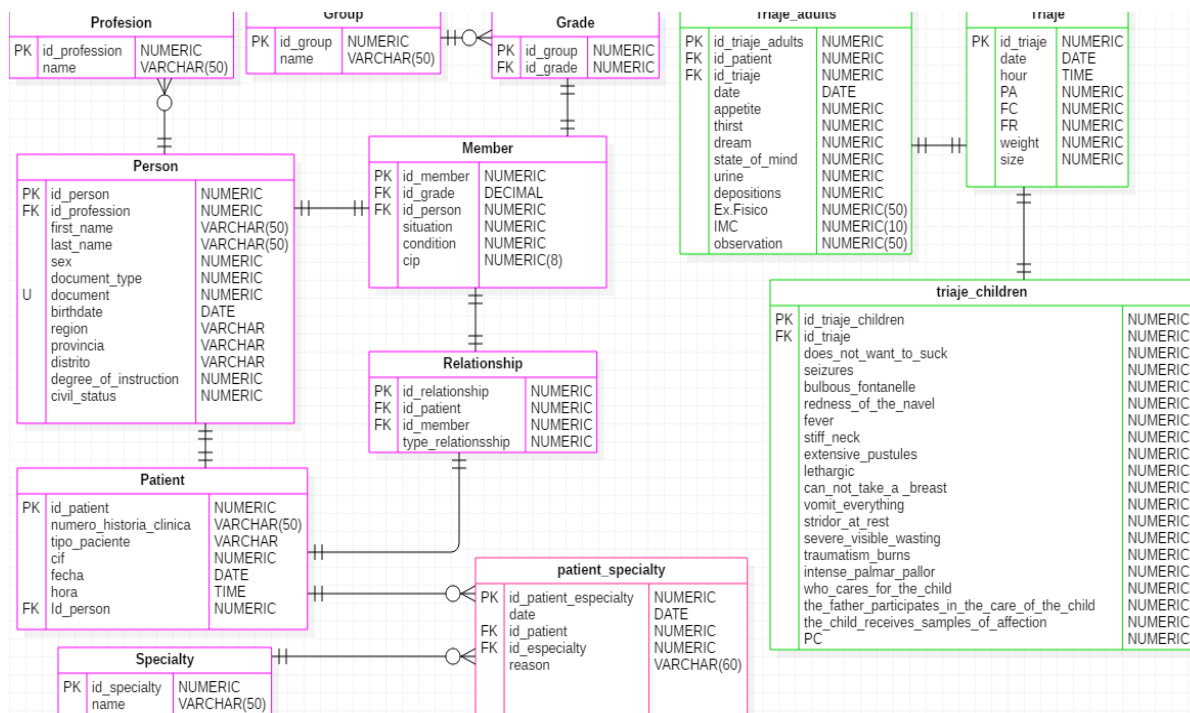 Profesion
PK id_profession NUMERIC
name VARCHAR(50)
Group
PK id_group NUMERIC
name VARCHAR(50)
Grade
PK id_group NUMERIC
FK id_grade NUMERIC
Triaje_adults
PK id_triaje_adults NUMERIC
FK id_patient NUMERIC
FK id_triaje NUMERIC
date DATE
appetite NUMERIC
thirst NUMERIC
dream NUMERIC
state_of_mind NUMERIC
urine NUMERIC
depositions NUMERIC
Ex.Fisico NUMERIC(50)
IMC NUMERIC(10)
observation NUMERIC(50)
Triaje
PK id_triaje NUMERIC
date DATE
hour TIME
PA NUMERIC
FC NUMERIC
FR NUMERIC
weight NUMERIC
size NUMERIC
Person
PK id_person NUMERIC
FK id_profession NUMERIC
first_name VARCHAR(50)
last_name VARCHAR(50)
sex NUMERIC
document_type NUMERIC
U document NUMERIC
birthdate DATE
region VARCHAR
provincia VARCHAR
distrito VARCHAR
degree_of_instruction NUMERIC
civil_status NUMERIC
Member
PK id_member NUMERIC
FK id_grade DECIMAL
FK id_person NUMERIC
situation NUMERIC
condition NUMERIC
cip NUMERIC(8)
Relationship
PK id_relationship NUMERIC
FK id_patient NUMERIC
FK id_member NUMERIC
type_relationsship NUMERIC
triaje_children
PK id_triaje_children NUMERIC
FK id_triaje NUMERIC
does_not_want_to_suck NUMERIC
seizures NUMERIC
bulbous_fontanelle NUMERIC
redness_of_the_navel NUMERIC
fever NUMERIC
stiff_neck NUMERIC
extensive_pustules NUMERIC
lethargic NUMERIC
can_not_take_a _breast NUMERIC
vomit_everything NUMERIC
stridor_at_rest NUMERIC
severe_visible_wasting NUMERIC
traumatism_burns NUMERIC
intense_palmar_pallor NUMERIC
who_cares_for_the_child NUMERIC
the_father_participates_in_the_care_of_the_child NUMERIC
the_child_receives_samples_of_affection NUMERIC
PC NUMERIC
Patient
PK id_patient NUMERIC
numero_historia_clinica VARCHAR(50)
tipo_paciente VARCHAR
cif NUMERIC
fecha DATE
hora TIME
FK Id_person NUMERIC
patient_specialty
PK id_patient_especialty NUMERIC
date DATE
FK id_patient NUMERIC
FK id_especialty NUMERIC
reason VARCHAR(60)
Specialty
PK id_specialty NUMERIC
name VARCHAR(50)